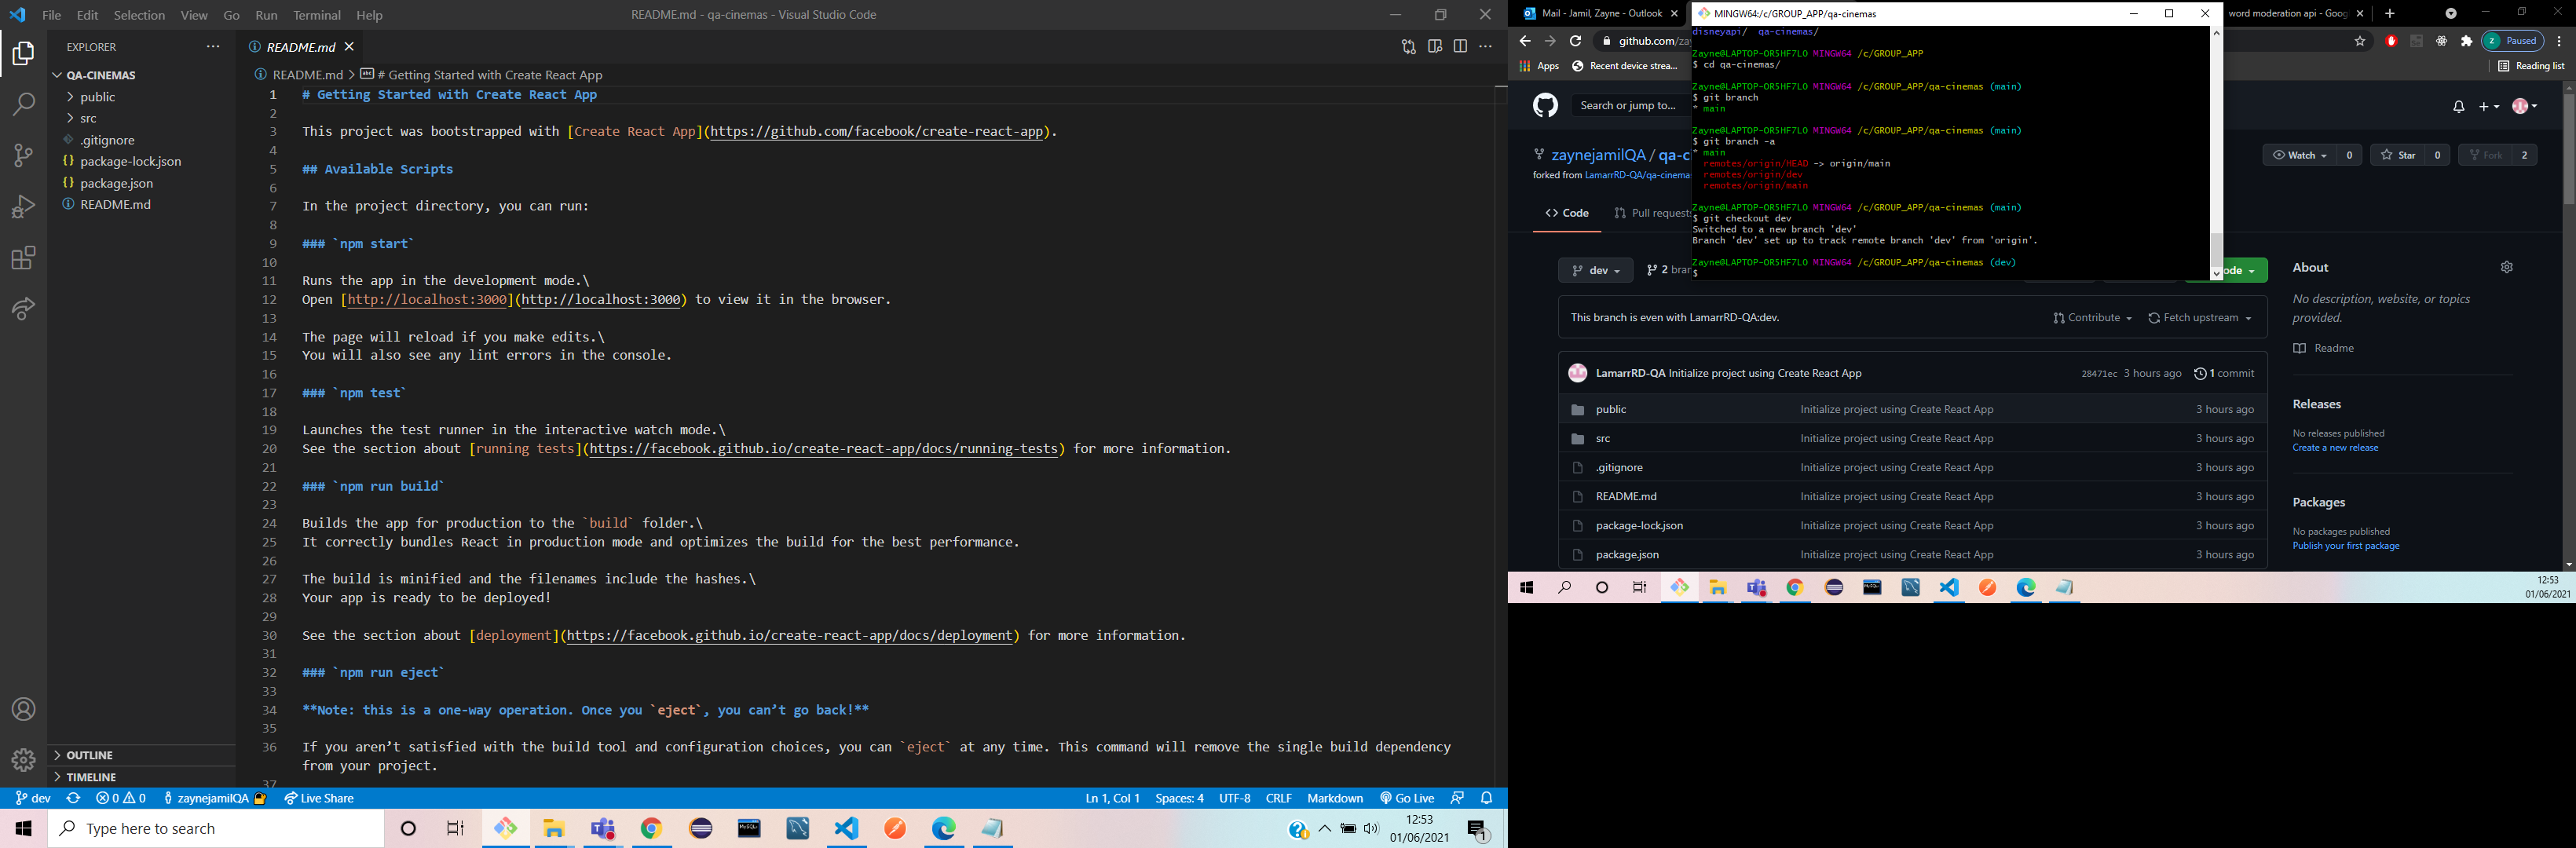 File Edit Selection View Go Run Terminal Help
README.md - qa-cinemas - Visual Studio Code
EXPLORER
QA-CINEMAS
public
src
.gitignore
package-lock.json
package.json
README.md
OUTLINE
TIMELINE
README.md
README.md > # Getting Started with Create React App
1 # Getting Started with Create React App
2
3 This project was bootstrapped with [Create React App](https://github.com/facebook/create-react-app).
4
5 ## Available Scripts
6
7 In the project directory, you can run:
8
9 ### `npm start`
10
11 Runs the app in the development mode.\
12 Open [http://localhost:3000](http://localhost:3000) to view it in the browser.
13
14 The page will reload if you make edits.\
15 You will also see any lint errors in the console.
16
17 ### `npm test`
18
19 Launches the test runner in the interactive watch mode.\
20 See the section about [running tests](https://facebook.github.io/create-react-app/docs/running-tests) for more information.
21
22 ### `npm run build`
23
24 Builds the app for production to the `build` folder.\
25 It correctly bundles React in production mode and optimizes the build for the best performance.
26
27 The build is minified and the filenames include the hashes.\
28 Your app is ready to be deployed!
29
30 See the section about [deployment](https://facebook.github.io/create-react-app/docs/deployment) for more information.
31
32 ### `npm run eject`
33
34 **Note: this is a one-way operation. Once you `eject`, you can’t go back!**
35
36 If you aren’t satisfied with the build tool and configuration choices, you can `eject` at any time. This command will remove the single build dependency
from your project.
37
dev 0 0 zaynejamilQA Live Share
Ln 1, Col 1 Spaces: 4 UTF-8 CRLF Markdown Go Live
Type here to search
12:53
01/06/2021
1
Mail - Jamil, Zayne - Outlook
word moderation api - Goog
github.com/za
Z Paused
Apps Recent device strea...
Reading list
MINGW64:/c/GROUP_APP/qa-cinemas
disneyapi/ qa-cinemas/
Zayne@LAPTOP-OR5HF7LO MINGW64 /c/GROUP_APP
$ cd qa-cinemas/
Zayne@LAPTOP-OR5HF7LO MINGW64 /c/GROUP_APP/qa-cinemas (main)
$ git branch
* main
Zayne@LAPTOP-OR5HF7LO MINGW64 /c/GROUP_APP/qa-cinemas (main)
$ git branch -a
* main
remotes/origin/HEAD -> origin/main
remotes/origin/dev
remotes/origin/main
Zayne@LAPTOP-OR5HF7LO MINGW64 /c/GROUP_APP/qa-cinemas (main)
$ git checkout dev
Switched to a new branch 'dev'
Branch 'dev' set up to track remote branch 'dev' from 'origin'.
Zayne@LAPTOP-OR5HF7LO MINGW64 /c/GROUP_APP/qa-cinemas (dev)
$
Search or jump to...
zaynejamilQA / qa-c
forked from LamarrRD-QA/qa-cinemas
Watch 0 Star 0 Fork 2
Code Pull requests
dev 2 bran
ode
This branch is even with LamarrRD-QA:dev.
Contribute Fetch upstream
LamarrRD-QA Initialize project using Create React App 28471ec 3 hours ago 1 commit
public Initialize project using Create React App 3 hours ago
src Initialize project using Create React App 3 hours ago
.gitignore Initialize project using Create React App 3 hours ago
README.md Initialize project using Create React App 3 hours ago
package-lock.json Initialize project using Create React App 3 hours ago
package.json Initialize project using Create React App 3 hours ago
About
No description, website, or topics
provided.
Readme
Releases
No releases published
Create a new release
Packages
No packages published
Publish your first package
12:53
01/06/2021